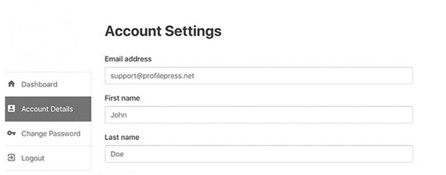 Account Settings
Email address
support@profilepress.net
First name
John
Last name
Doe
Dashboard
Account Details
Change Password
Logout